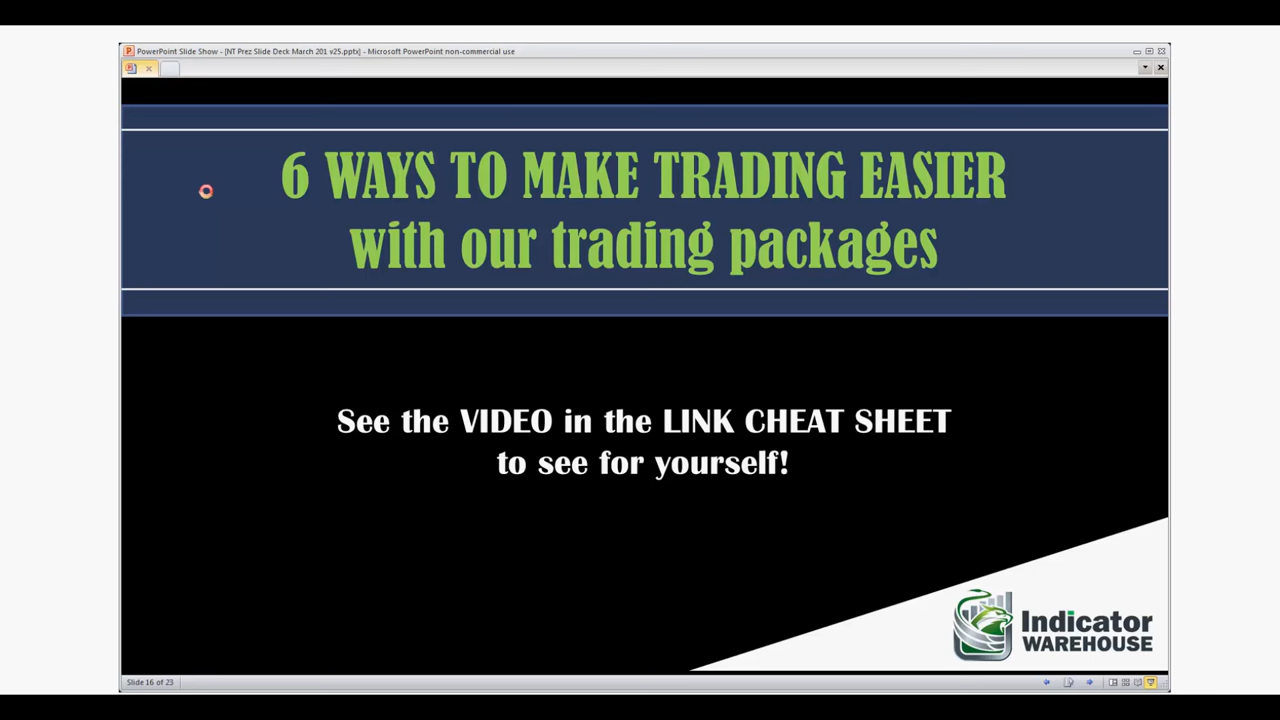 PowerPoint Slide Show - [NT Prez Slide Deck March 201 v25.pptx] - Microsoft PowerPoint non-commercial use
6 WAYS TO MAKE TRADING EASIER
with our trading packages
See the VIDEO in the LINK CHEAT SHEET
to see for yourself!
Indicator
WAREHOUSE
Slide 16 of 23